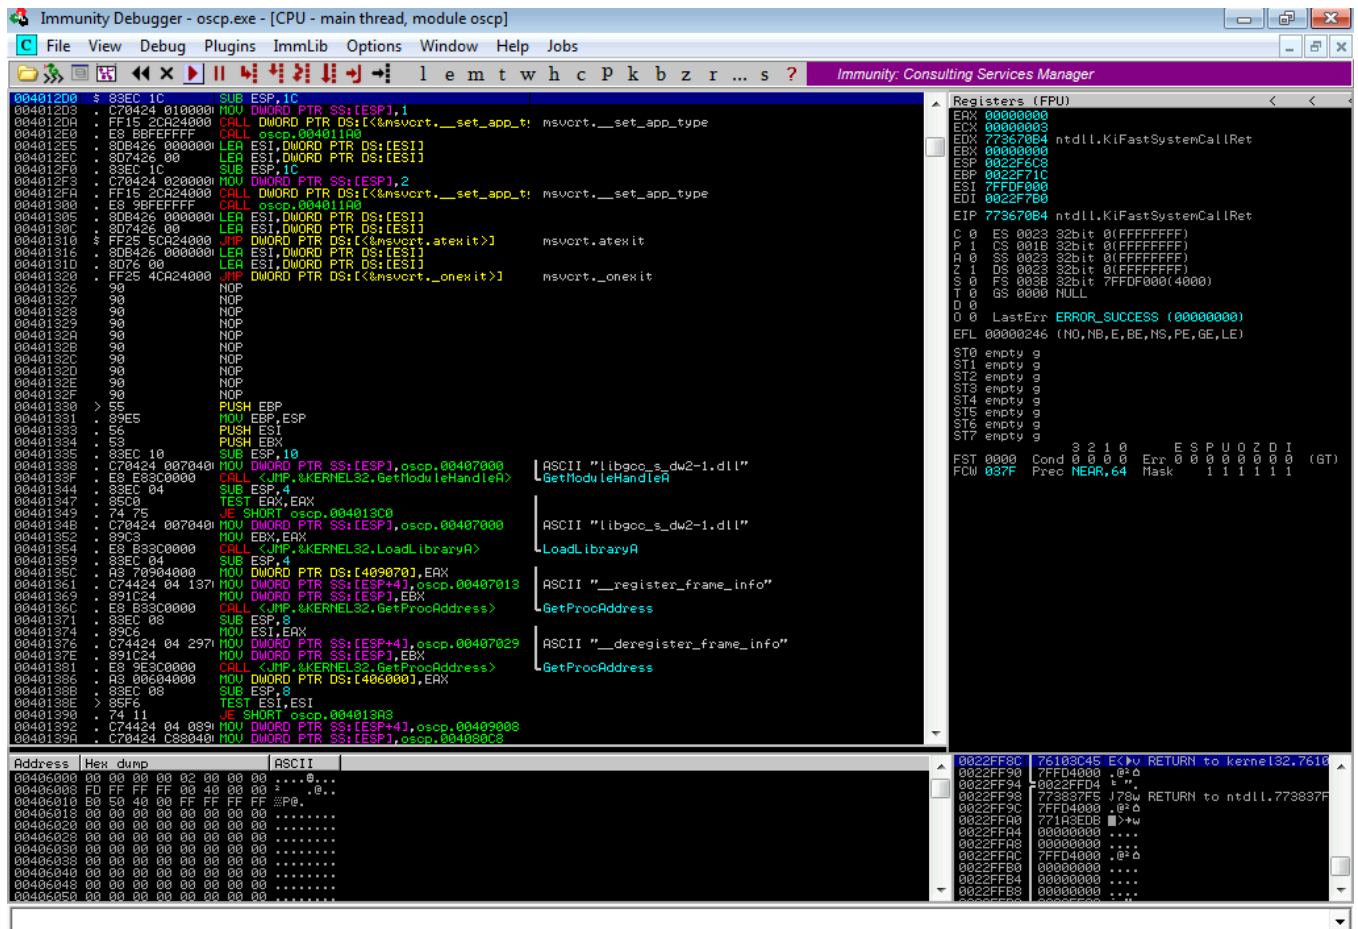 Immunity Debugger - oscp.exe - [CPU - main thread, module oscp]
C File View Debug Plugins ImmLib Options Window Help Jobs
l e m t w h c P k b z r ... s ? Immunity: Consulting Services Manager
004012D0 $ 83EC 1C SUB ESP,1C
004012D3 . C70424 010000 MOV DWORD PTR SS:[ESP],1
004012DA . FF15 2CA24000 CALL DWORD PTR DS:[<&msvcrt.__set_app_t msvcrt.__set_app_type
004012E0 . E8 BBFEFFFF CALL oscp.004011A0
004012E5 . 8DB426 000000 LEA ESI,DWORD PTR DS:[ESI]
004012EC . 8D7426 00 LEA ESI,DWORD PTR DS:[ESI]
004012F0 . 83EC 1C SUB ESP,1C
004012F3 . C70424 020000 MOV DWORD PTR SS:[ESP],2
004012FA . FF15 2CA24000 CALL DWORD PTR DS:[<&msvcrt.__set_app_t msvcrt.__set_app_type
00401300 . E8 9BFEFFFF CALL oscp.004011A0
00401305 . 8DB426 000000 LEA ESI,DWORD PTR DS:[ESI]
0040130C . 8D7426 00 LEA ESI,DWORD PTR DS:[ESI]
00401310 $ FF25 5CA24000 JMP DWORD PTR DS:[<&msvcrt.atexit>] msvcrt.atexit
00401316 . 8DB426 000000 LEA ESI,DWORD PTR DS:[ESI]
0040131D . 8D76 00 LEA ESI,DWORD PTR DS:[ESI]
00401320 . FF25 4CA24000 JMP DWORD PTR DS:[<&msvcrt._onexit>] msvcrt._onexit
00401326 90 NOP
00401327 90 NOP
00401328 90 NOP
00401329 90 NOP
0040132A 90 NOP
0040132B 90 NOP
0040132C 90 NOP
0040132D 90 NOP
0040132E 90 NOP
0040132F 90 NOP
00401330 > 55 PUSH EBP
00401331 . 89E5 MOV EBP,ESP
00401333 . 56 PUSH ESI
00401334 . 53 PUSH EBX
00401335 . 83EC 10 SUB ESP,10
00401338 . C70424 007040 MOV DWORD PTR SS:[ESP],oscp.00407000 ASCII "libgcc_s_dw2-1.dll"
0040133F . E8 E83C0000 CALL <JMP.&KERNEL32.GetModuleHandleA> GetModuleHandleA
00401344 . 83EC 04 SUB ESP,4
00401347 . 85C0 TEST EAX,EAX
00401349 . 74 75 JE SHORT oscp.004013C0
0040134B . C70424 007040 MOV DWORD PTR SS:[ESP],oscp.00407000 ASCII "libgcc_s_dw2-1.dll"
00401352 . 89C3 MOV EBX,EAX
00401354 . E8 B33C0000 CALL <JMP.&KERNEL32.LoadLibraryA> LoadLibraryA
00401359 . 83EC 04 SUB ESP,4
0040135C . A3 70904000 MOV DWORD PTR DS:[409070],EAX
00401361 . C74424 04 137 MOV DWORD PTR SS:[ESP+4],oscp.00407013 ASCII "__register_frame_info"
00401369 . 891C24 MOV DWORD PTR SS:[ESP],EBX
0040136C . E8 B33C0000 CALL <JMP.&KERNEL32.GetProcAddress> GetProcAddress
00401371 . 83EC 08 SUB ESP,8
00401374 . 89C6 MOV ESI,EAX
00401376 . C74424 04 297 MOV DWORD PTR SS:[ESP+4],oscp.00407029 ASCII "__deregister_frame_info"
0040137E . 891C24 MOV DWORD PTR SS:[ESP],EBX
00401381 . E8 9E3C0000 CALL <JMP.&KERNEL32.GetProcAddress> GetProcAddress
00401386 . A3 00604000 MOV DWORD PTR DS:[406000],EAX
0040138B . 83EC 08 SUB ESP,8
0040138E > 85F6 TEST ESI,ESI
00401390 . 74 11 JE SHORT oscp.004013A3
00401392 . C74424 04 089 MOV DWORD PTR SS:[ESP+4],oscp.00409008
0040139A . C70424 C88040 MOV DWORD PTR SS:[ESP],oscp.004080C8
Registers (FPU) < <
EAX 00000000
ECX 00000003
EDX 773670B4 ntdll.KiFastSystemCallRet
EBX 00000000
ESP 0022F6C8
EBP 0022F71C
ESI 7FFDF000
EDI 0022F7B0
EIP 773670B4 ntdll.KiFastSystemCallRet
C 0 ES 0023 32bit 0(FFFFFFFF)
P 1 CS 001B 32bit 0(FFFFFFFF)
A 0 SS 0023 32bit 0(FFFFFFFF)
Z 1 DS 0023 32bit 0(FFFFFFFF)
S 0 FS 003B 32bit 7FFDF000(4000)
T 0 GS 0000 NULL
D 0
O 0 LastErr ERROR_SUCCESS (00000000)
EFL 00000246 (NO,NB,E,BE,NS,PE,GE,LE)
ST0 empty g
ST1 empty g
ST2 empty g
ST3 empty g
ST4 empty g
ST5 empty g
ST6 empty g
ST7 empty g
3 2 1 0 E S P U O Z D I
FST 0000 Cond 0 0 0 0 Err 0 0 0 0 0 0 0 0 (GT)
FCW 037F Prec NEAR,64 Mask 1 1 1 1 1 1
Address Hex dump ASCII
00406000 00 00 00 00 02 00 00 00
00406008 FD FF FF FF 00 40 00 00
00406010 B0 50 40 00 FF FF FF FF
00406018 00 00 00 00 00 00 00 00 ........
00406020 00 00 00 00 00 00 00 00 ........
00406028 00 00 00 00 00 00 00 00 ........
00406030 00 00 00 00 00 00 00 00 ........
00406038 00 00 00 00 00 00 00 00 ........
00406040 00 00 00 00 00 00 00 00 ........
00406048 00 00 00 00 00 00 00 00 ........
00406050 00 00 00 00 00 00 00 00 ........
0022FF8C 76103C45 RETURN to kernel32.7610
0022FF90 7FFD4000
0022FF94 0022FFD4
0022FF98 773837F5 J78w RETURN to ntdll.773837F
0022FF9C 7FFD4000
0022FFA0 771A3EDB
0022FFA4 00000000 ....
0022FFA8 00000000 ....
0022FFAC 7FFD4000
0022FFB0 00000000 ....
0022FFB4 00000000 ....
0022FFB8 00000000 ....